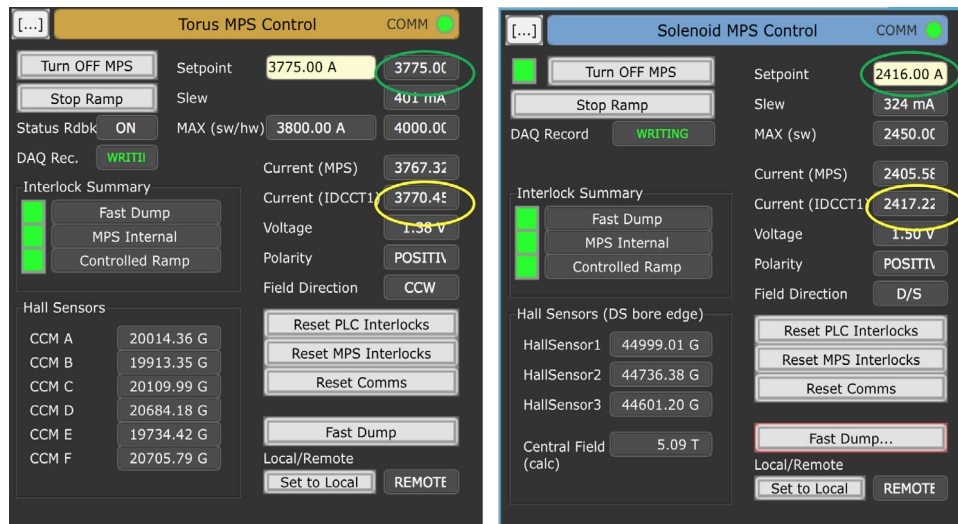 [...] Torus MPS Control COMM
Turn OFF MPS Setpoint 3775.00 A 3775.0(
Stop Ramp Slew 401 mA
Status Rdbk ON MAX (sw/hw) 3800.00 A 4000.0(
DAQ Rec. WRITII
Current (MPS) 3767.32
Interlock Summary Current (IDCCT1) 3770.45
Fast Dump
MPS Internal Voltage 1.38 V
Controlled Ramp Polarity POSITI\
Field Direction CCW
Hall Sensors
CCM A 20014.36 G Reset PLC Interlocks
CCM B 19913.35 G Reset MPS Interlocks
CCM C 20109.99 G Reset Comms
CCM D 20684.18 G
CCM E 19734.42 G Fast Dump
CCM F 20705.79 G Local/Remote
Set to Local REMOTE
[...] Solenoid MPS Control COMM
Turn OFF MPS Setpoint 2416.00 A
Stop Ramp Slew 324 mA
DAQ Record WRITING MAX (sw) 2450.0(
Current (MPS) 2405.58
Interlock Summary Current (IDCCT1) 2417.22
Fast Dump
MPS Internal Voltage 1.50 V
Controlled Ramp Polarity POSITI\
Field Direction D/S
Hall Sensors (DS bore edge)
HallSensor1 44999.01 G Reset PLC Interlocks
HallSensor2 44736.38 G Reset MPS Interlocks
HallSensor3 44601.20 G Reset Comms
Central Field (calc) 5.09 T Fast Dump...
Local/Remote
Set to Local REMOTE